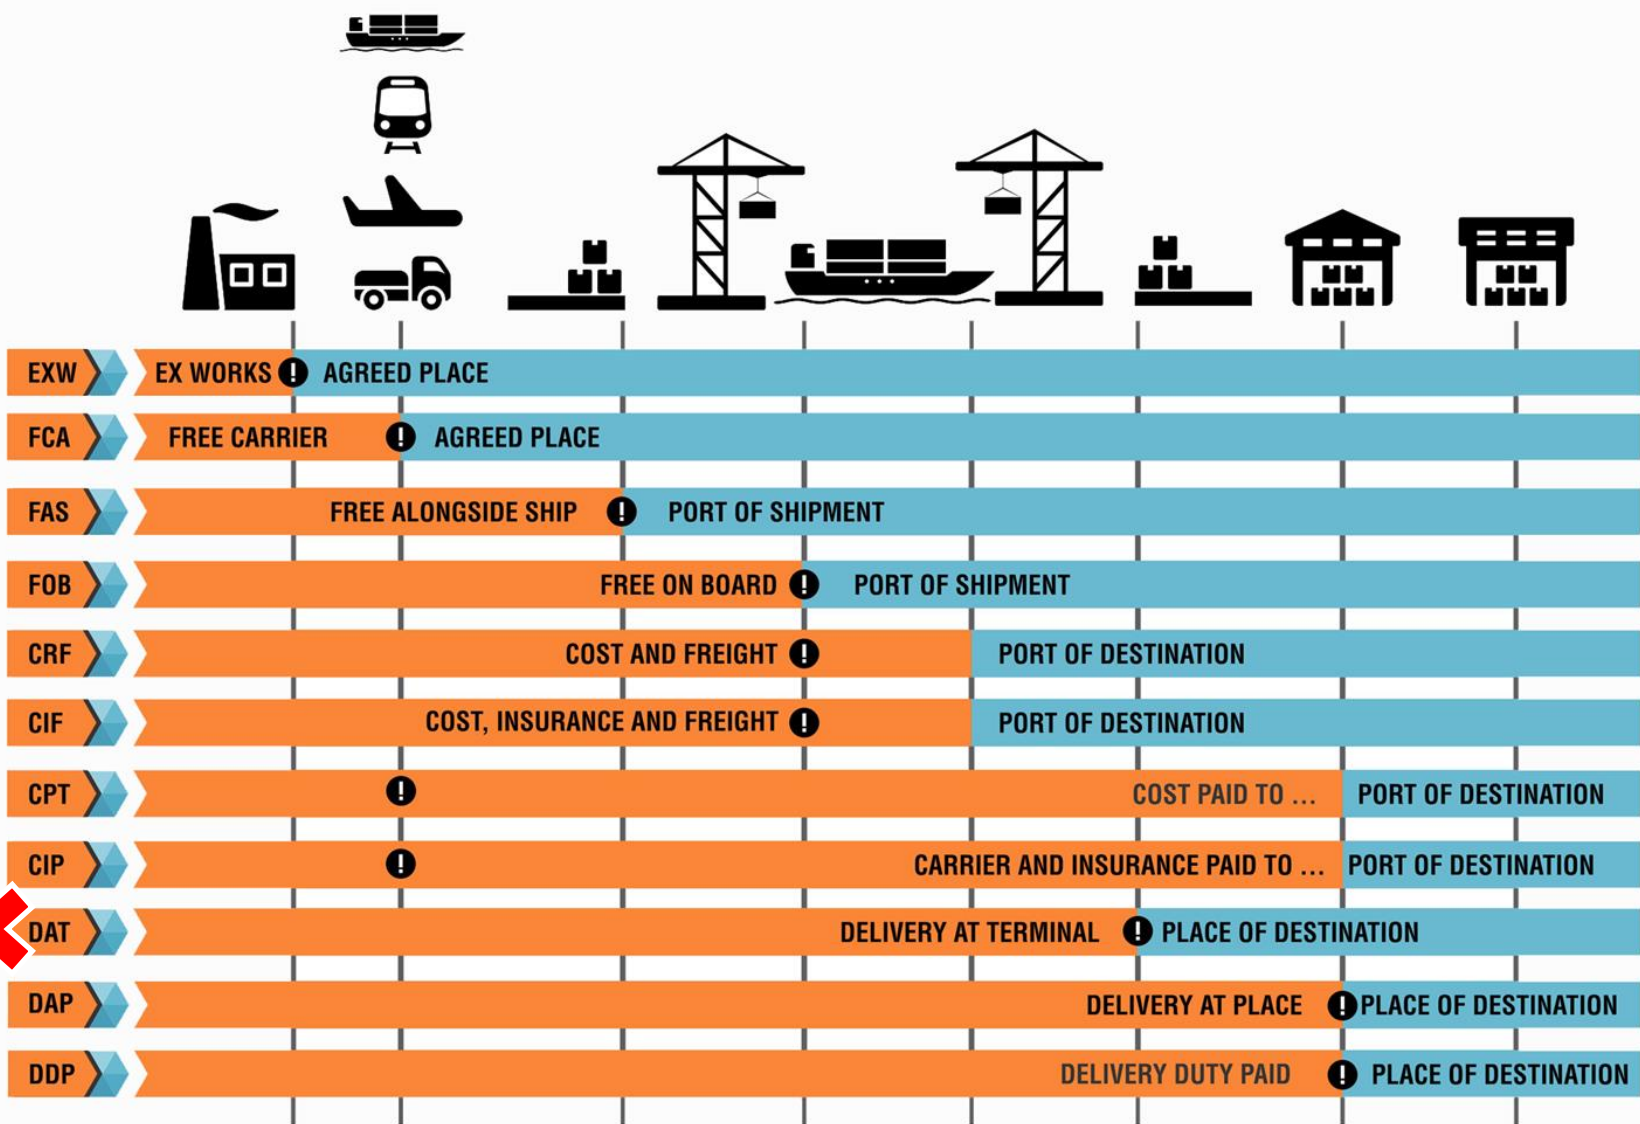 EXW EX WORKS ! AGREED PLACE
FCA FREE CARRIER ! AGREED PLACE
FAS FREE ALONGSIDE SHIP ! PORT OF SHIPMENT
FOB FREE ON BOARD ! PORT OF SHIPMENT
CRF COST AND FREIGHT ! PORT OF DESTINATION
CIF COST, INSURANCE AND FREIGHT ! PORT OF DESTINATION
CPT ! COST PAID TO ... PORT OF DESTINATION
CIP ! CARRIER AND INSURANCE PAID TO ... PORT OF DESTINATION
DAT DELIVERY AT TERMINAL ! PLACE OF DESTINATION
DAP DELIVERY AT PLACE ! PLACE OF DESTINATION
DDP DELIVERY DUTY PAID ! PLACE OF DESTINATION